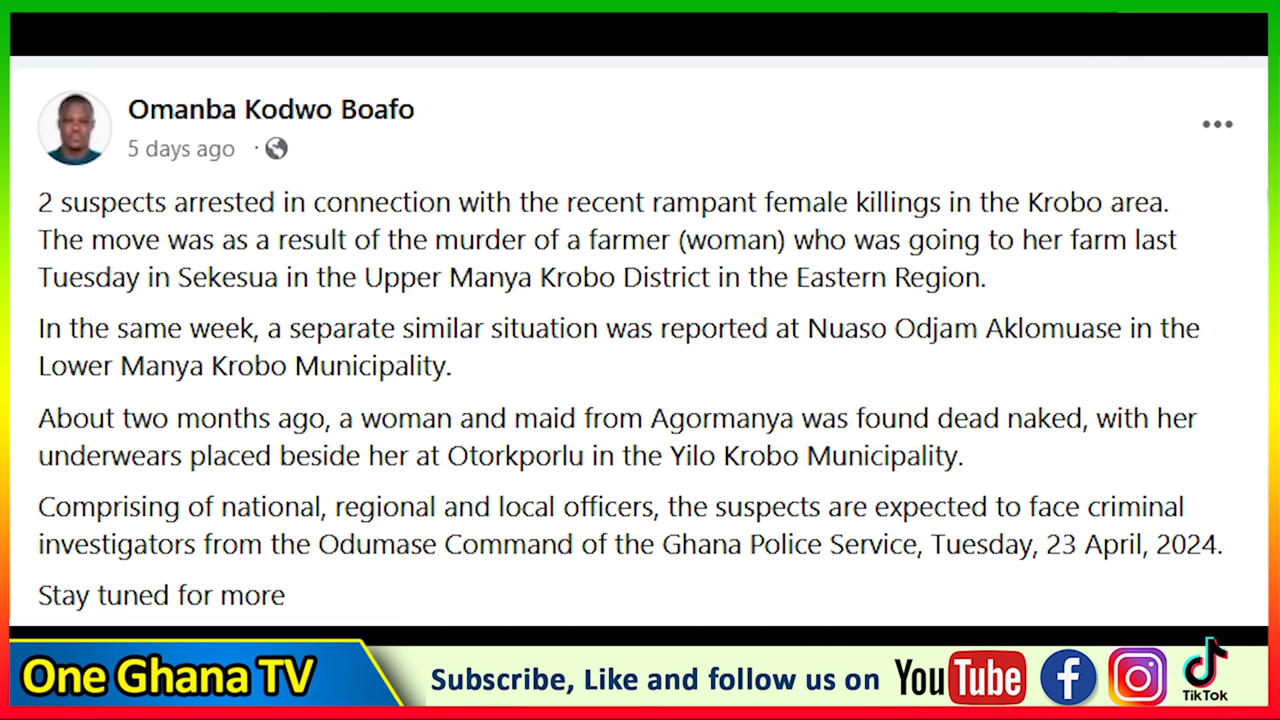 Omanba Kodwo Boafo
5 days ago ·
2 suspects arrested in connection with the recent rampant female killings in the Krobo area.
The move was as a result of the murder of a farmer (woman) who was going to her farm last
Tuesday in Sekesua in the Upper Manya Krobo District in the Eastern Region.
In the same week, a separate similar situation was reported at Nuaso Odjam Aklomuase in the
Lower Manya Krobo Municipality.
About two months ago, a woman and maid from Agormanya was found dead naked, with her
underwears placed beside her at Otorkporlu in the Yilo Krobo Municipality.
Comprising of national, regional and local officers, the suspects are expected to face criminal
investigators from the Odumase Command of the Ghana Police Service, Tuesday, 23 April, 2024.
Stay tuned for more
One Ghana TV
Subscribe, Like and follow us on YouTube
TikTok